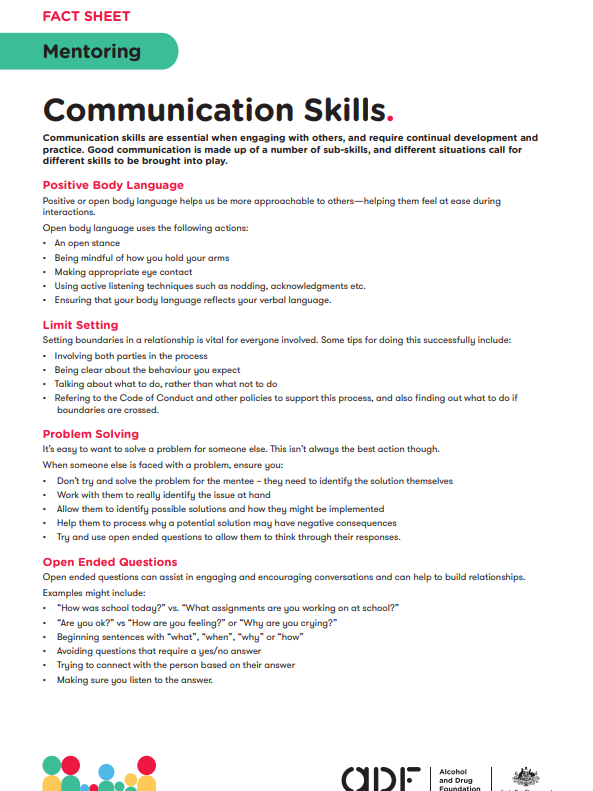 FACT SHEET
Mentoring
Communication Skills.
Communication skills are essential when engaging with others, and require continual development and
practice. Good communication is made up of a number of sub-skills, and different situations call for
different skills to be brought into play.
Positive Body Language
Positive or open body language helps us be more approachable to others—helping them feel at ease during
interactions.
Open body language uses the following actions:
• An open stance
• Being mindful of how you hold your arms
• Making appropriate eye contact
• Using active listening techniques such as nodding, acknowledgments etc.
• Ensuring that your body language reflects your verbal language.
Limit Setting
Setting boundaries in a relationship is vital for everyone involved. Some tips for doing this successfully include:
• Involving both parties in the process
• Being clear about the behaviour you expect
• Talking about what to do, rather than what not to do
• Refering to the Code of Conduct and other policies to support this process, and also finding out what to do if
boundaries are crossed.
Problem Solving
It's easy to want to solve a problem for someone else. This isn't always the best action though.
When someone else is faced with a problem, ensure you:
• Don't try and solve the problem for the mentee – they need to identify the solution themselves
• Work with them to really identify the issue at hand
• Allow them to identify possible solutions and how they might be implemented
• Help them to process why a potential solution may have negative consequences
• Try and use open ended questions to allow them to think through their responses.
Open Ended Questions
Open ended questions can assist in engaging and encouraging conversations and can help to build relationships.
Examples might include:
• "How was school today?" vs. "What assignments are you working on at school?"
• "Are you ok?" vs "How are you feeling?" or "Why are you crying?"
• Beginning sentences with "what", "when", "why" or "how"
• Avoiding questions that require a yes/no answer
• Trying to connect with the person based on their answer
• Making sure you listen to the answer.
ADF
Alcohol
and Drug
Foundation